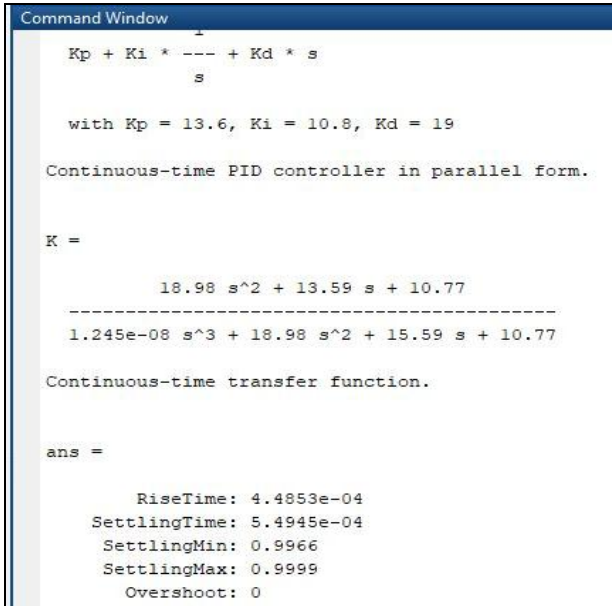 Command Window
1
Kp + Ki * --- + Kd * s
s
with Kp = 13.6, Ki = 10.8, Kd = 19
Continuous-time PID controller in parallel form.
K =
18.98 s^2 + 13.59 s + 10.77
-------------------------------------------
1.245e-08 s^3 + 18.98 s^2 + 15.59 s + 10.77
Continuous-time transfer function.
ans =
RiseTime: 4.4853e-04
SettlingTime: 5.4945e-04
SettlingMin: 0.9966
SettlingMax: 0.9999
Overshoot: 0